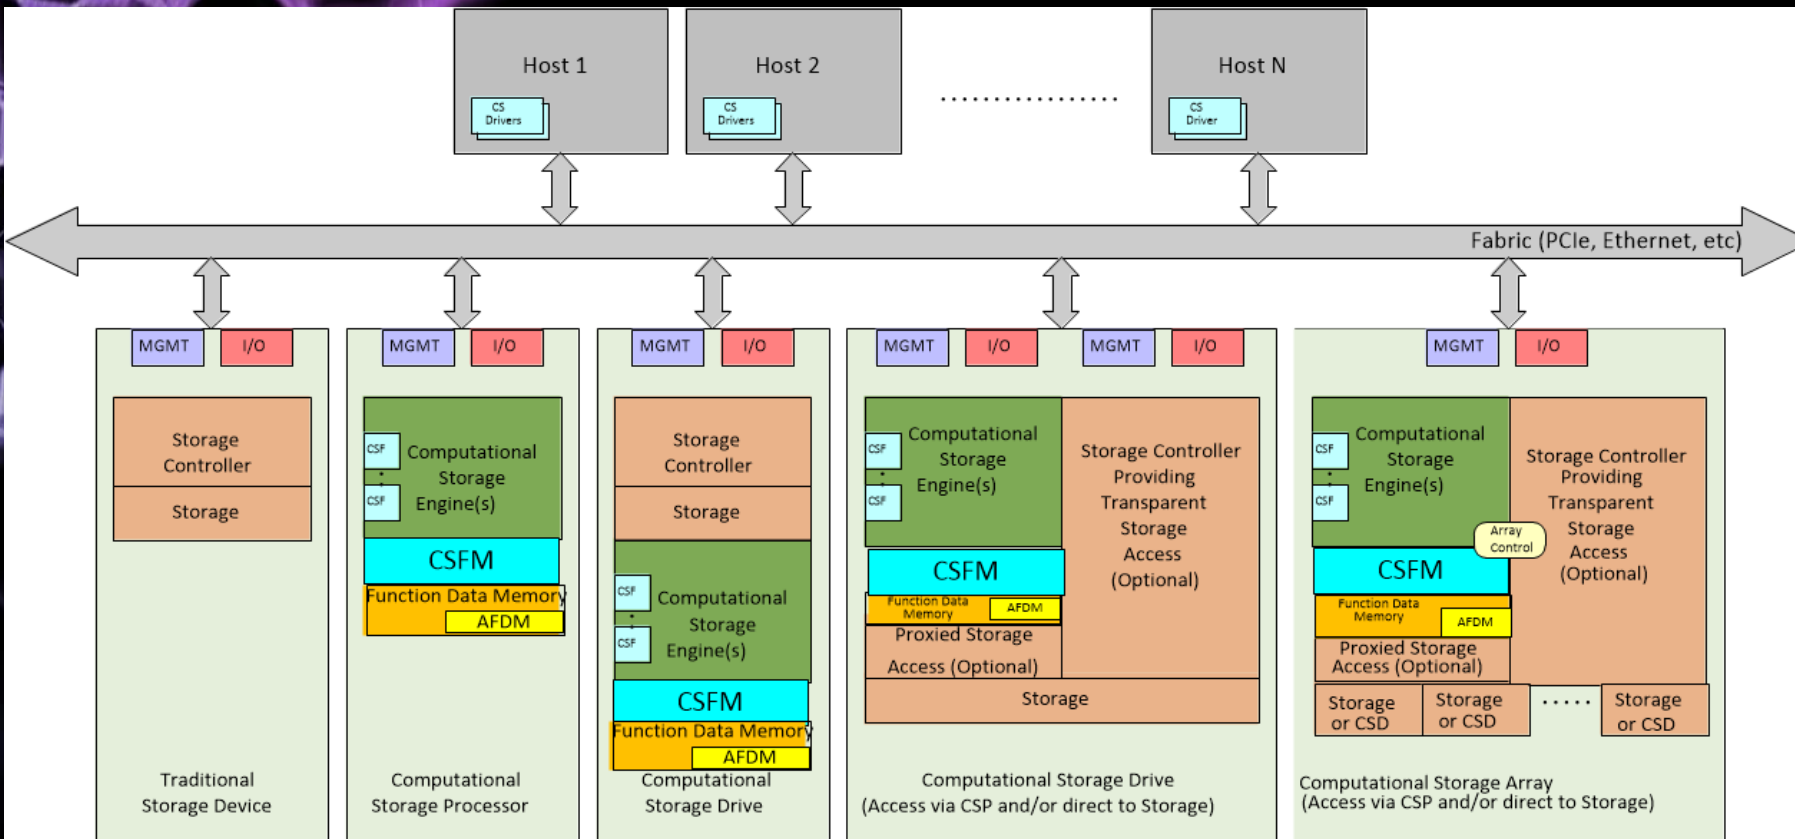 Host 1
CS
Drivers
Host 2
CS
Drivers
Host N
CS
Driver
Fabric (PCIe, Ethernet, etc)
MGMT
I/O
Storage
Controller
Storage
Traditional
Storage Device
MGMT
I/O
CSF
CSF
Computational
Storage
Engine(s)
CSFM
Function Data Memory
AFDM
Computational
Storage Processor
MGMT
I/O
Storage
Controller
Storage
CSF
CSF
Computational
Storage
Engine(s)
CSFM
Function Data Memory
AFDM
Computational
Storage Drive
MGMT
I/O
MGMT
I/O
CSF
CSF
Computational
Storage
Engine(s)
CSFM
Function Data
Memory
AFDM
Proxied Storage
Access (Optional)
Storage Controller
Providing
Transparent
Storage
Access
(Optional)
Storage
Computational Storage Drive
(Access via CSP and/or direct to Storage)
MGMT
I/O
CSF
CSF
Computational
Storage
Engine(s)
Array
Control
CSFM
Function Data
Memory
AFDM
Proxied Storage
Access (Optional)
Storage Controller
Providing
Transparent
Storage
Access
(Optional)
Storage
or CSD
Storage
or CSD
Storage
or CSD
Computational Storage Array
(Access via CSP and/or direct to Storage)